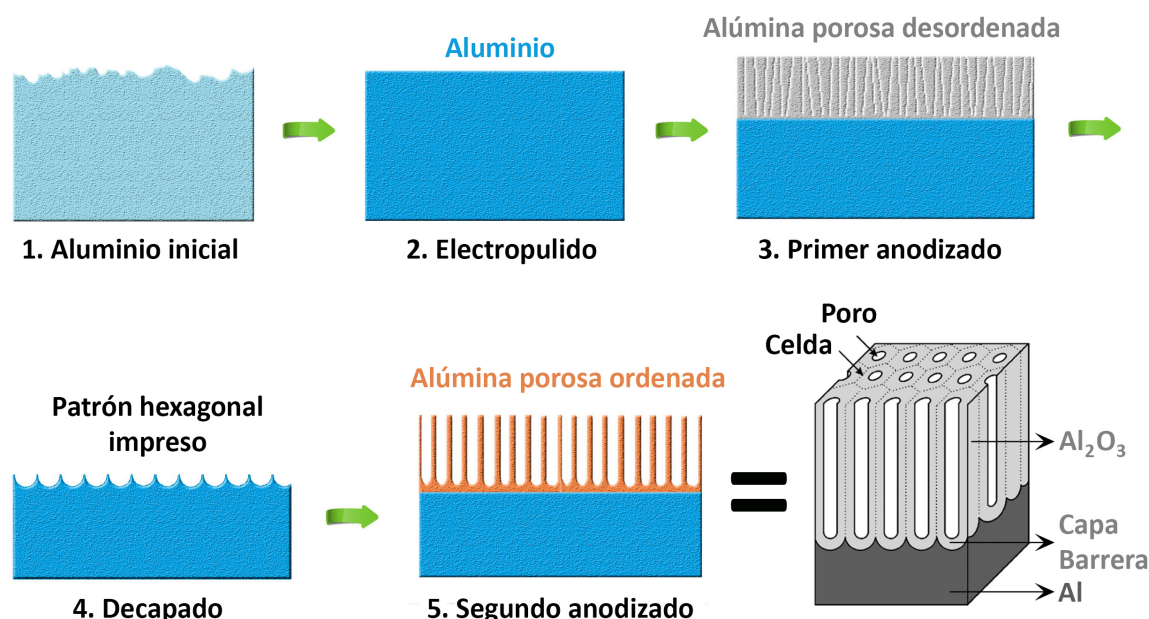 Aluminio
Alúmina porosa desordenada
1. Aluminio inicial
2. Electropulido
3. Primer anodizado
Patrón hexagonal
impreso
4. Decapado
Alúmina porosa ordenada
5. Segundo anodizado
Poro
Celda
Al₂O₃
Capa
Barrera
Al